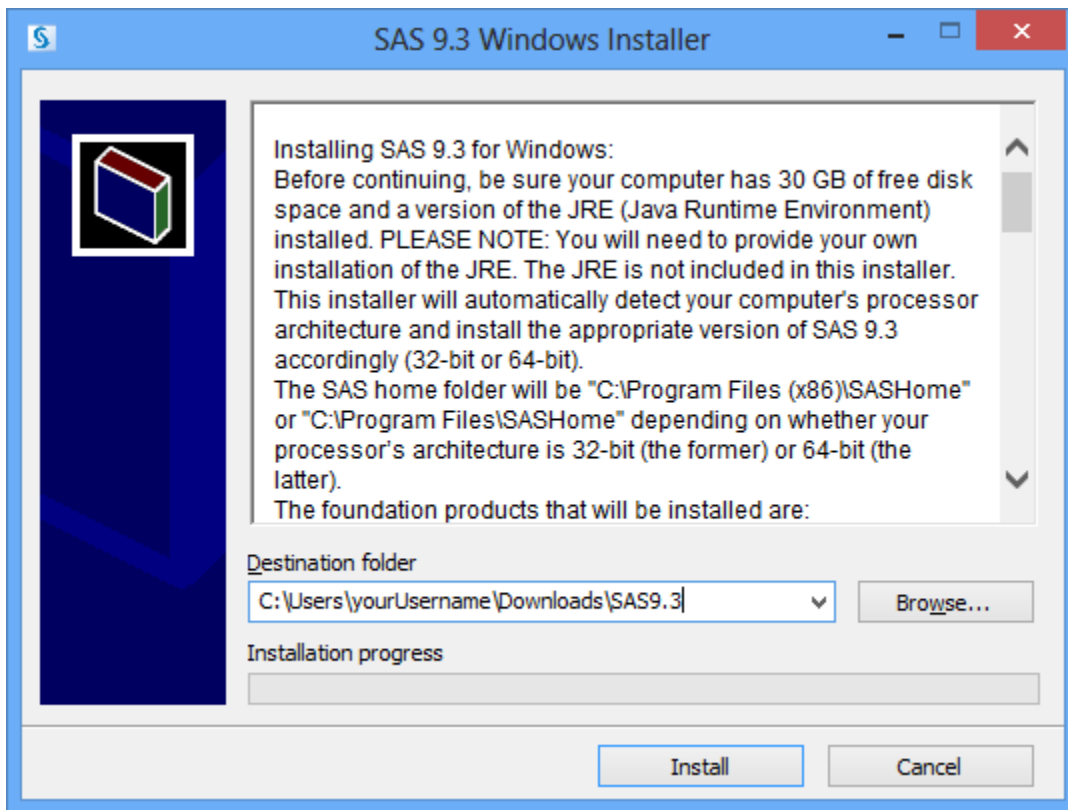 SAS 9.3 Windows Installer
Installing SAS 9.3 for Windows:
Before continuing, be sure your computer has 30 GB of free disk
space and a version of the JRE (Java Runtime Environment)
installed. PLEASE NOTE: You will need to provide your own
installation of the JRE. The JRE is not included in this installer.
This installer will automatically detect your computer's processor
architecture and install the appropriate version of SAS 9.3
accordingly (32-bit or 64-bit).
The SAS home folder will be "C:\Program Files (x86)\SASHome"
or "C:\Program Files\SASHome" depending on whether your
processor's architecture is 32-bit (the former) or 64-bit (the
latter).
The foundation products that will be installed are:
Destination folder
C:\Users\yourUsername\Downloads\SAS9.3
Browse...
Installation progress
Install
Cancel